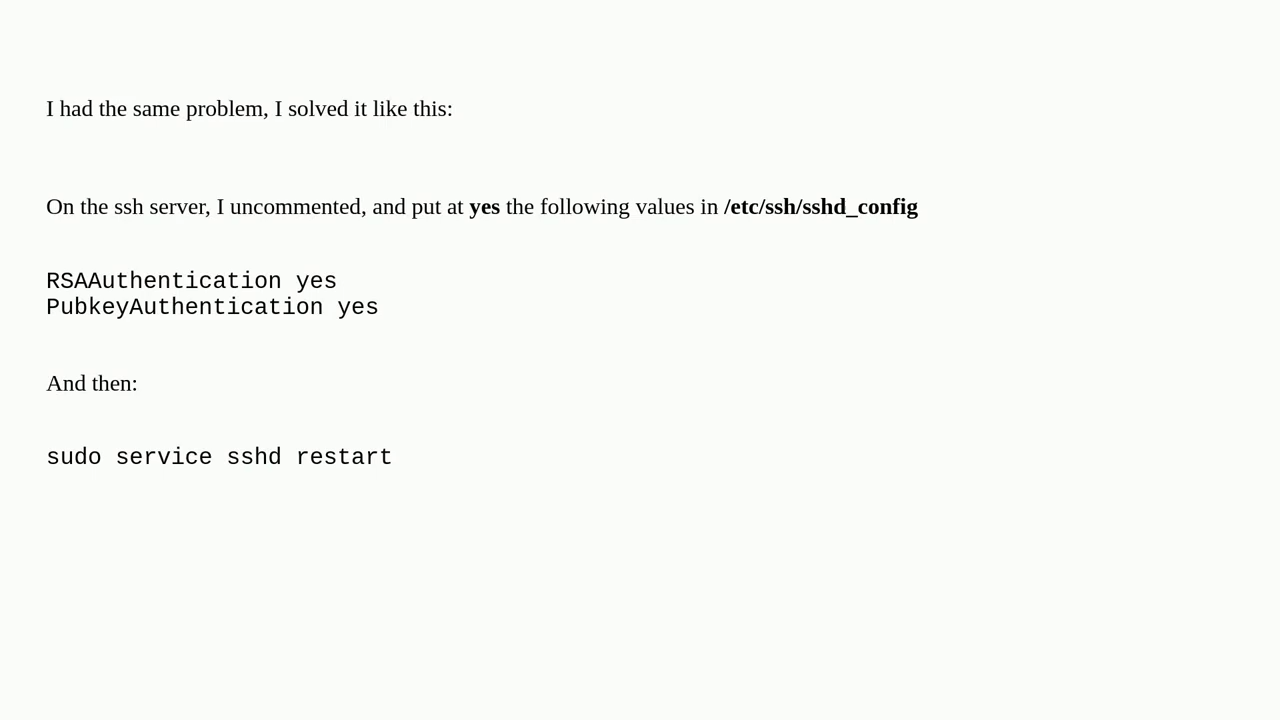 I had the same problem, I solved it like this:
On the ssh server, I uncommented, and put at yes the following values in /etc/ssh/sshd_config
RSAAuthentication yes
PubkeyAuthentication yes
And then:
sudo service sshd restart